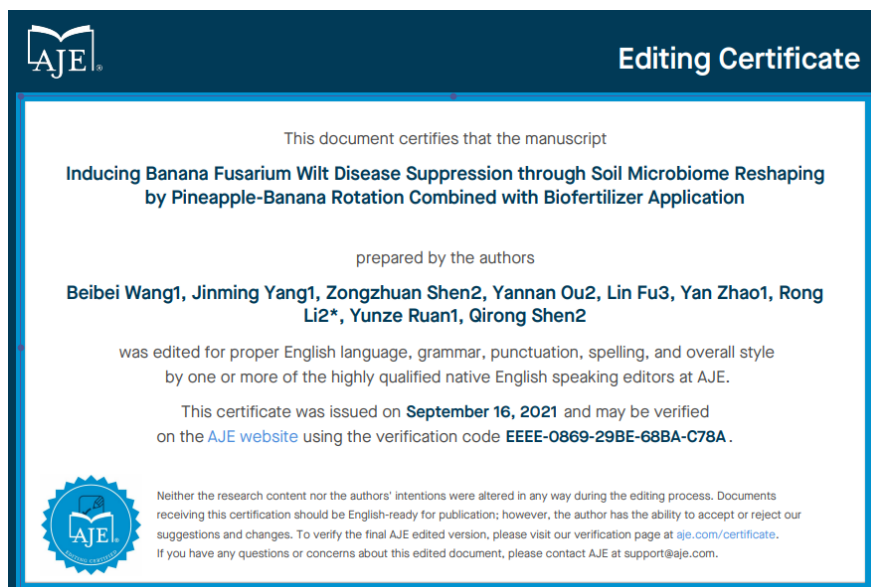 AJE®
Editing Certificate
This document certifies that the manuscript
Inducing Banana Fusarium Wilt Disease Suppression through Soil Microbiome Reshaping
by Pineapple-Banana Rotation Combined with Biofertilizer Application
prepared by the authors
Beibei Wang1, Jinming Yang1, Zongzhuan Shen2, Yannan Ou2, Lin Fu3, Yan Zhao1, Rong
Li2*, Yunze Ruan1, Qirong Shen2
was edited for proper English language, grammar, punctuation, spelling, and overall style
by one or more of the highly qualified native English speaking editors at AJE.
This certificate was issued on September 16, 2021 and may be verified
on the AJE website using the verification code EEEE-0869-29BE-68BA-C78A.
AJE
EDITING CERTIFIED
Neither the research content nor the authors' intentions were altered in any way during the editing process. Documents
receiving this certification should be English-ready for publication; however, the author has the ability to accept or reject our
suggestions and changes. To verify the final AJE edited version, please visit our verification page at aje.com/certificate.
If you have any questions or concerns about this edited document, please contact AJE at support@aje.com.